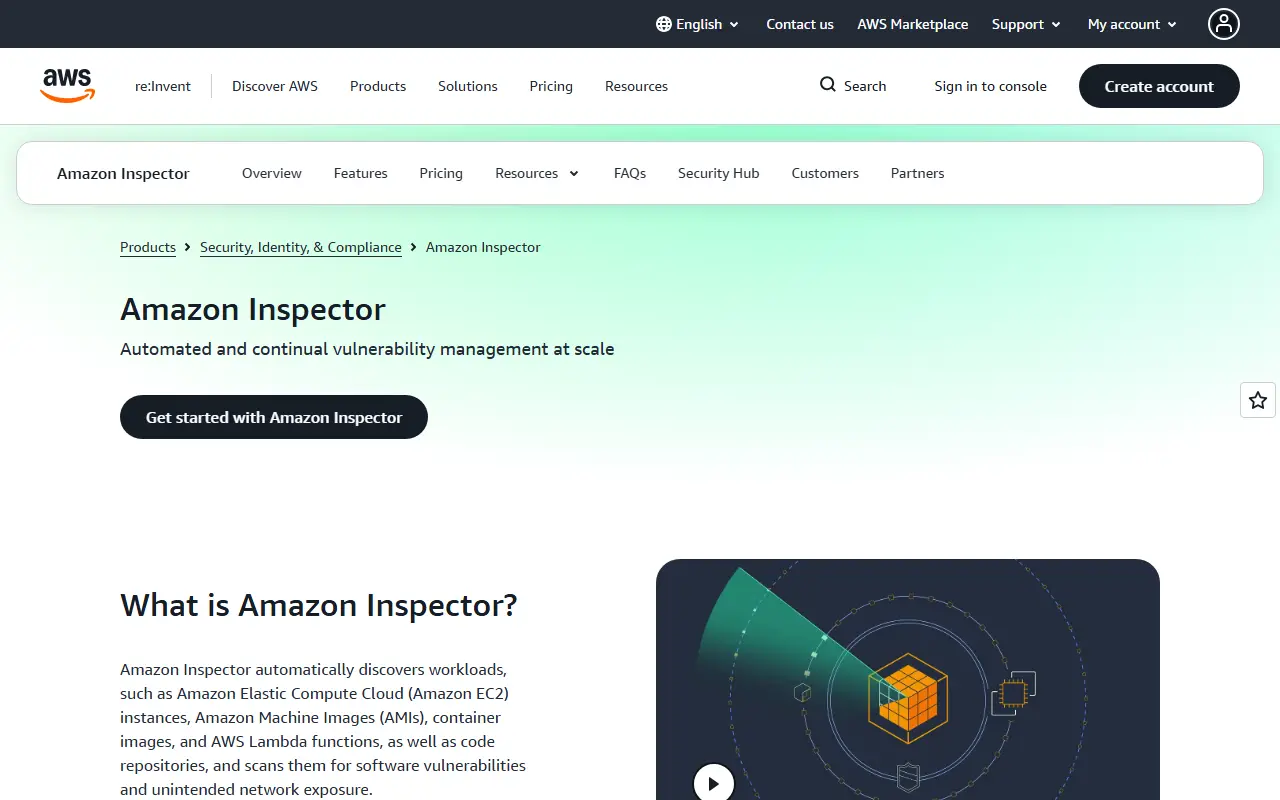 English
Contact us
AWS Marketplace
Support
My account
aws
re:Invent
Discover AWS
Products
Solutions
Pricing
Resources
Search
Sign in to console
Create account
Amazon Inspector
Overview
Features
Pricing
Resources
FAQs
Security Hub
Customers
Partners
Products
Security, Identity, & Compliance
Amazon Inspector
Amazon Inspector
Automated and continual vulnerability management at scale
Get started with Amazon Inspector
What is Amazon Inspector?
Amazon Inspector automatically discovers workloads,
such as Amazon Elastic Compute Cloud (Amazon EC2)
instances, Amazon Machine Images (AMIs), container
images, and AWS Lambda functions, as well as code
repositories, and scans them for software vulnerabilities
and unintended network exposure.